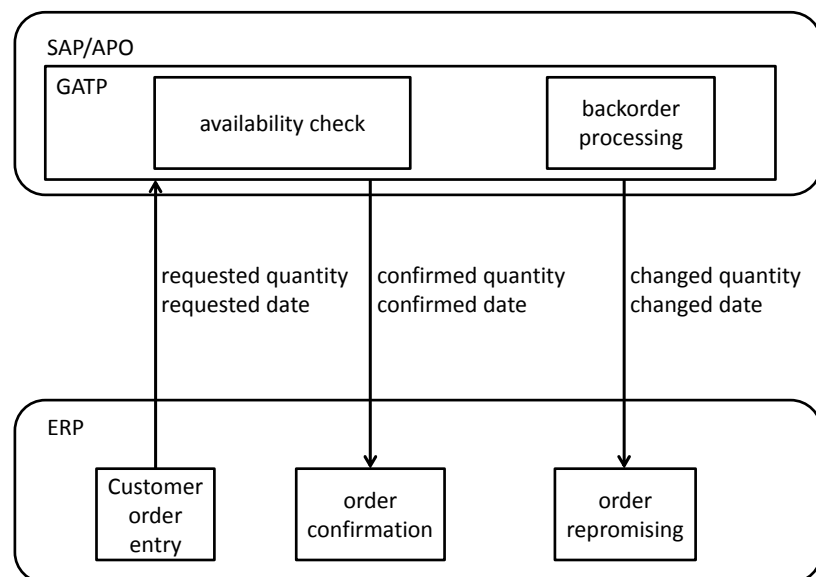 SAP/APO
GATP
availability check
backorder
processing
requested quantity
requested date
confirmed quantity
confirmed date
changed quantity
changed date
ERP
Customer
order
entry
order
confirmation
order
repromising